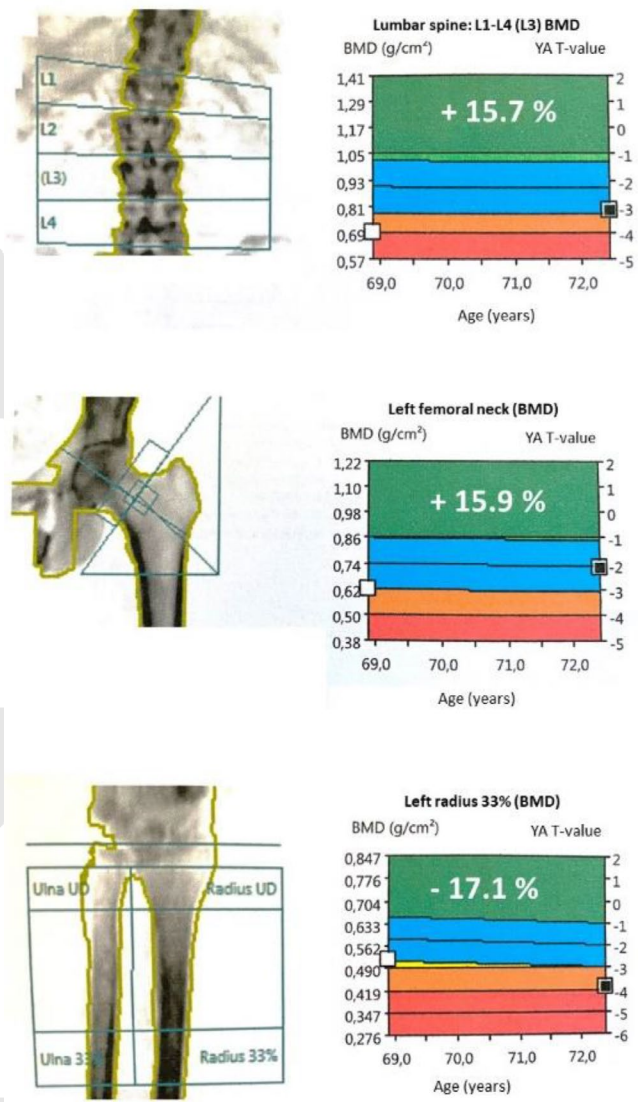 Lumbar spine: L1-L4 (L3) BMD
BMD (g/cm²) YA T-value
L1
L2
(L3)
L4
+ 15.7 %
1,41
1,29
1,17
1,05
0,93
0,81
0,69
0,57
2
1
0
-1
-2
-3
-4
-5
69,0 70,0 71,0 72,0
Age (years)
Left femoral neck (BMD)
BMD (g/cm²) YA T-value
+ 15.9 %
1,22
1,10
0,98
0,86
0,74
0,62
0,50
0,38
2
1
0
-1
-2
-3
-4
-5
69,0 70,0 71,0 72,0
Age (years)
Left radius 33% (BMD)
BMD (g/cm²) YA T-value
Ulna UD Radius UD
Ulna 33% Radius 33%
- 17.1 %
0,847
0,776
0,704
0,633
0,562
0,490
0,419
0,347
0,276
2
1
0
-1
-2
-3
-4
-5
-6
69,0 70,0 71,0 72,0
Age (years)